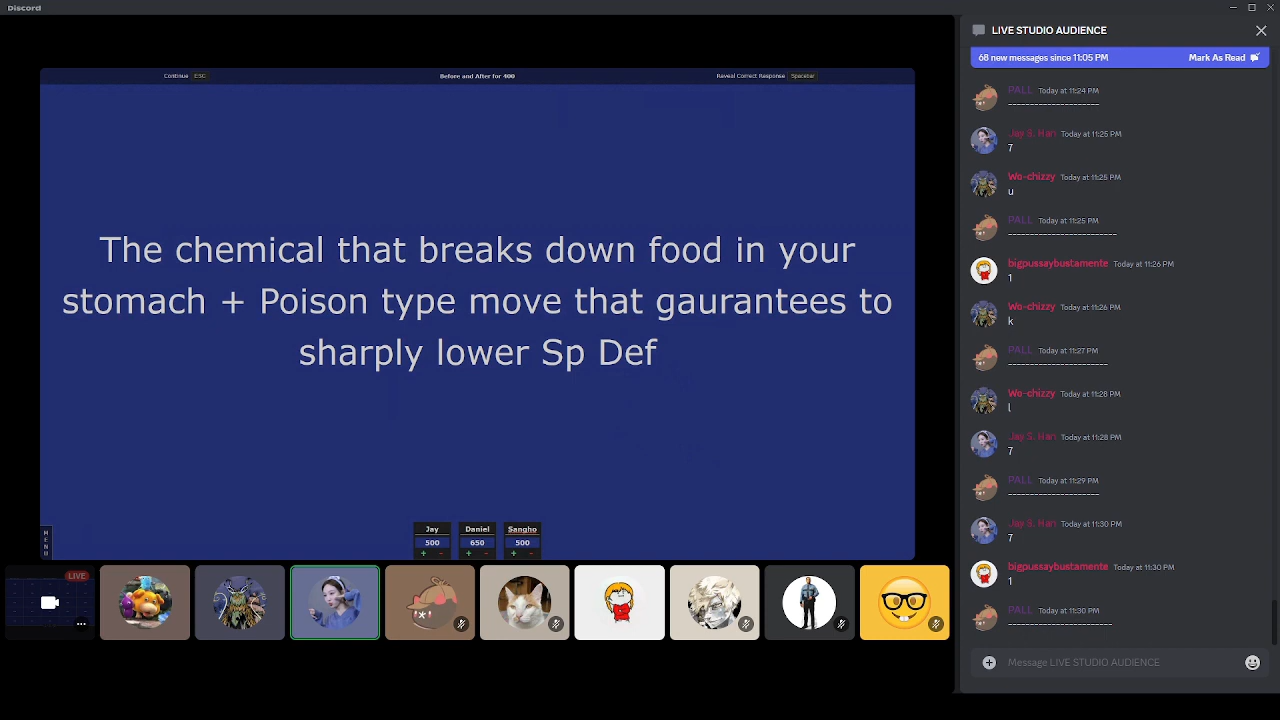 Discord
LIVE STUDIO AUDIENCE
68 new messages since 11:05 PM Mark As Read
Continue ESC Before and After for 400 Reveal Correct Response Spacebar
The chemical that breaks down food in your
stomach + Poison type move that gaurantees to
sharply lower Sp Def
MENU
Jay Daniel Sangho
500 650 500
+ - + - + -
LIVE
PALL Today at 11:24 PM
---------------------
Jay S. Han Today at 11:25 PM
7
Wo-chizzy Today at 11:25 PM
u
PALL Today at 11:25 PM
-------------------------
bigpussaybustamente Today at 11:26 PM
1
Wo-chizzy Today at 11:26 PM
k
PALL Today at 11:27 PM
-----------------------
Wo-chizzy Today at 11:28 PM
l
Jay S. Han Today at 11:28 PM
7
PALL Today at 11:29 PM
---------------------
Jay S. Han Today at 11:30 PM
7
bigpussaybustamente Today at 11:30 PM
1
PALL Today at 11:30 PM
------------------------
Message LIVE STUDIO AUDIENCE